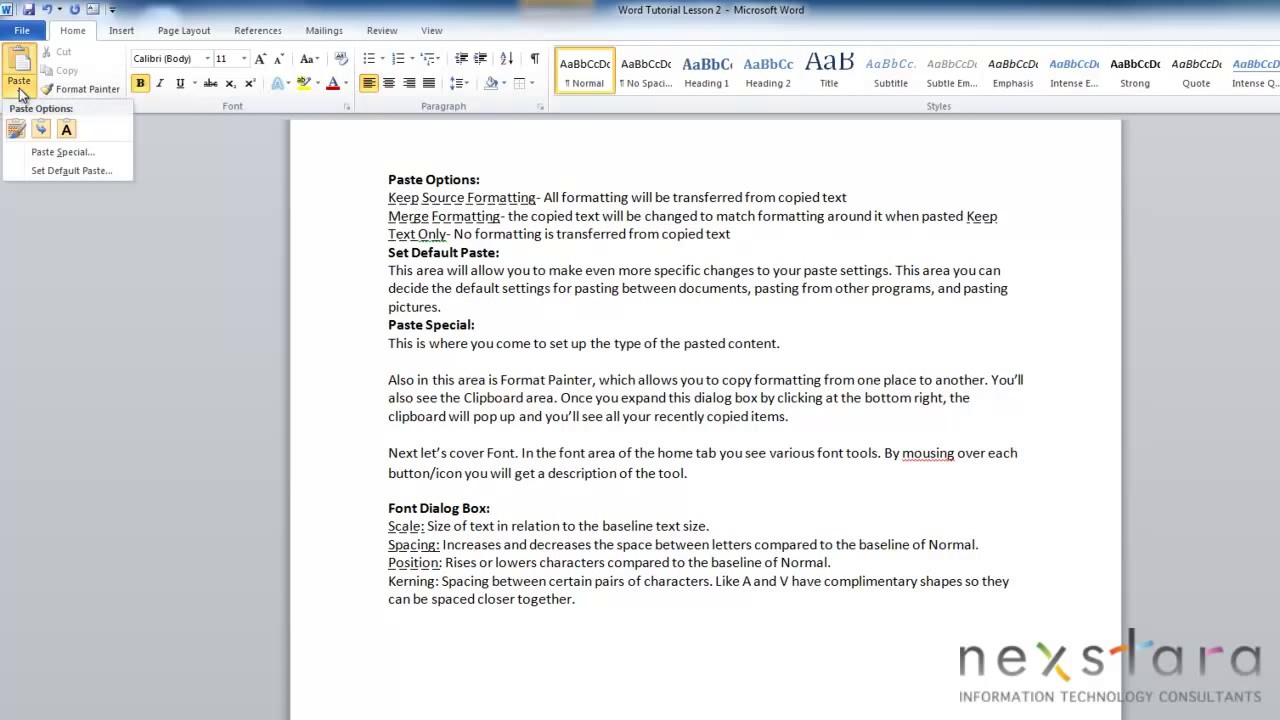 Word Tutorial Lesson 2 - Microsoft Word
File Home Insert Page Layout References Mailings Review View
Paste
Cut
Copy
Format Painter
Calibri (Body) 11
Font
Paragraph
AaBbCcDc AaBbCcDc AaBbC AaBbCc AaB AaBbCc. AaBbCcDc AaBbCcDc AaBbCcDc AaBbCcDc AaBbCcDc AaBbCcDc
¶ Normal ¶ No Spaci... Heading 1 Heading 2 Title Subtitle Subtle Em... Emphasis Intense E... Strong Quote Intense Q...
Styles
Paste Options:
Paste Special...
Set Default Paste...
Paste Options:
Keep Source Formatting- All formatting will be transferred from copied text
Merge Formatting- the copied text will be changed to match formatting around it when pasted Keep
Text Only- No formatting is transferred from copied text
Set Default Paste:
This area will allow you to make even more specific changes to your paste settings. This area you can
decide the default settings for pasting between documents, pasting from other programs, and pasting
pictures.
Paste Special:
This is where you come to set up the type of the pasted content.
Also in this area is Format Painter, which allows you to copy formatting from one place to another. You’ll
also see the Clipboard area. Once you expand this dialog box by clicking at the bottom right, the
clipboard will pop up and you’ll see all your recently copied items.
Next let’s cover Font. In the font area of the home tab you see various font tools. By mousing over each
button/icon you will get a description of the tool.
Font Dialog Box:
Scale: Size of text in relation to the baseline text size.
Spacing: Increases and decreases the space between letters compared to the baseline of Normal.
Position: Rises or lowers characters compared to the baseline of Normal.
Kerning: Spacing between certain pairs of characters. Like A and V have complimentary shapes so they
can be spaced closer together.
nexstara
INFORMATION TECHNOLOGY CONSULTANTS